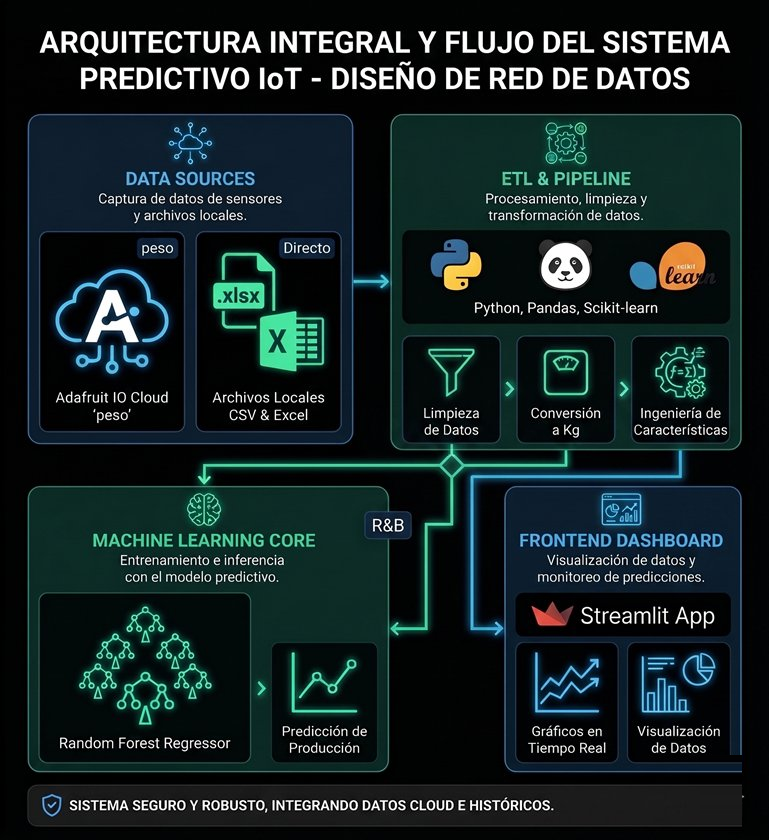 ARQUITECTURA INTEGRAL Y FLUJO DEL SISTEMA
PREDICTIVO IoT - DISEÑO DE RED DE DATOS
DATA SOURCES
Captura de datos de sensores
y archivos locales.
peso
A
Adafruit IO Cloud
‘peso’
Directo
.xlsx
X
Archivos Locales
CSV & Excel
ETL & PIPELINE
Procesamiento, limpieza y
transformación de datos.
scikit
learn
Python, Pandas, Scikit-learn
Limpieza
de Datos
Conversión
a Kg
f=Σ
Ingeniería de
Características
R&B
MACHINE LEARNING CORE
Entrenamiento e inferencia
con el modelo predictivo.
Random Forest Regressor
Predicción de
Producción
FRONTEND DASHBOARD
Visualización de datos y
monitoreo de predicciones.
Streamlit App
Gráficos en
Tiempo Real
Visualización
de Datos
SISTEMA SEGURO Y ROBUSTO, INTEGRANDO DATOS CLOUD E HISTÓRICOS.